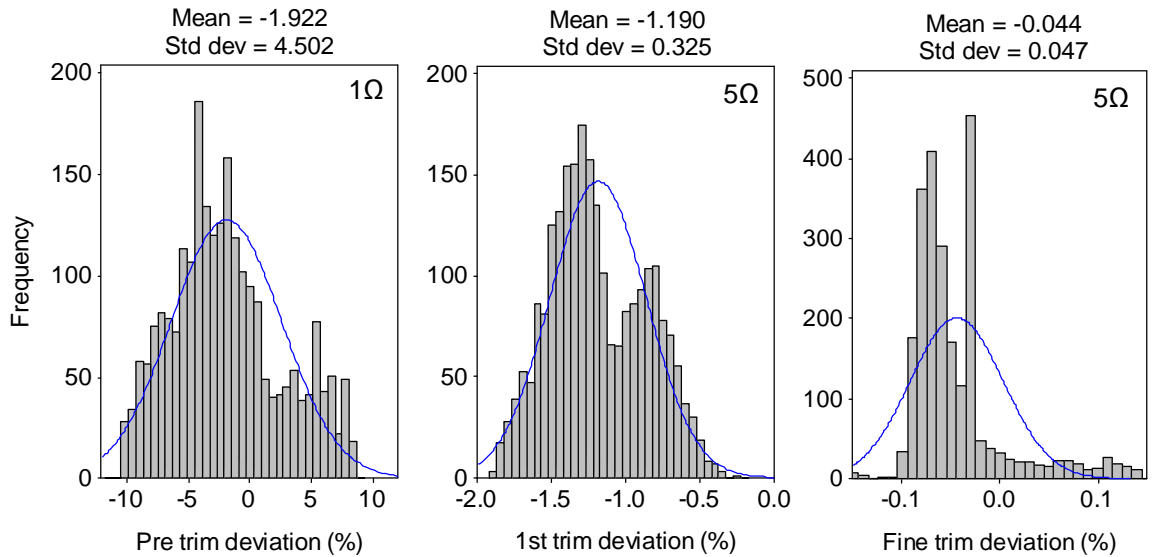 Mean = -1.922
Std dev = 4.502
Mean = -1.190
Std dev = 0.325
Mean = -0.044
Std dev = 0.047
Frequency
200
150
100
50
0
1Ω
-10
-5
0
5
10
Pre trim deviation (%)
200
150
100
50
0
5Ω
-2.0
-1.5
-1.0
-0.5
0.0
1st trim deviation (%)
500
400
300
200
100
0
5Ω
-0.1
0.0
0.1
Fine trim deviation (%)